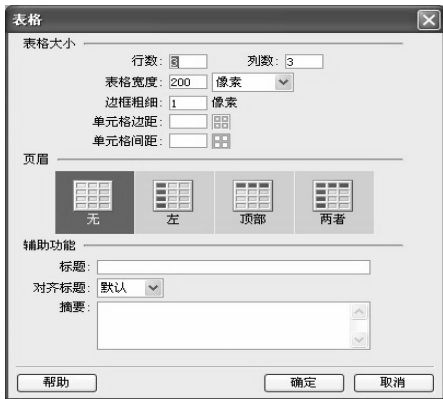 表格
表格大小
行数: 3 列数: 3
表格宽度: 200 像素
边框粗细: 1 像素
单元格边距:
单元格间距:
页眉
无 左 顶部 两者
辅助功能
标题:
对齐标题: 默认
摘要:
帮助 确定 取消